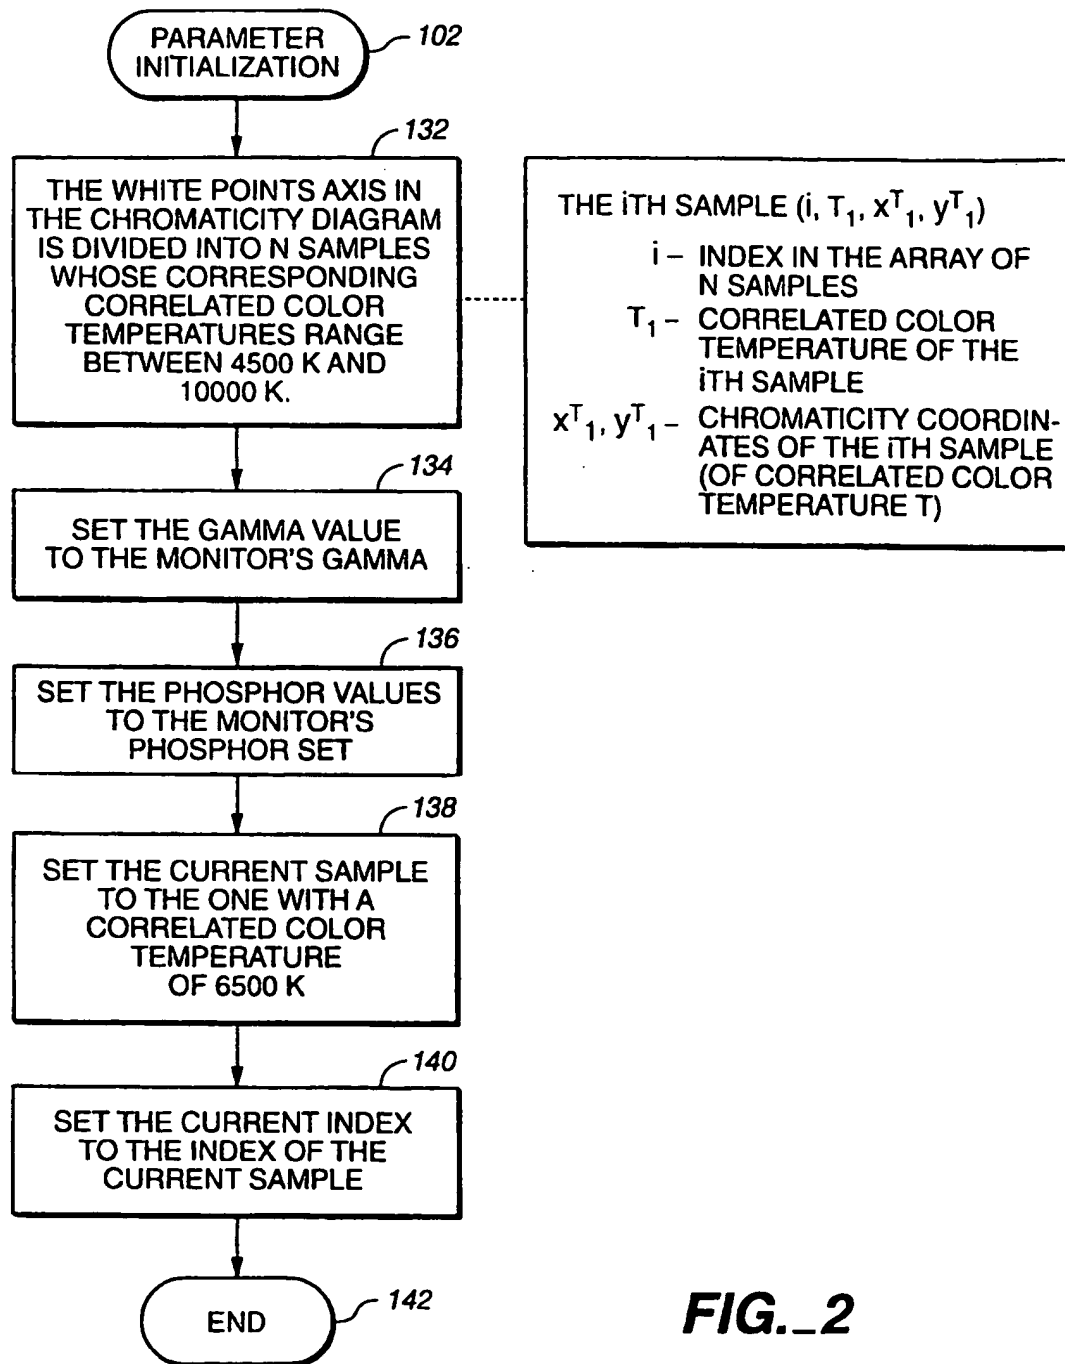 PARAMETER
INITIALIZATION
102
132
THE WHITE POINTS AXIS IN
THE CHROMATICITY DIAGRAM
IS DIVIDED INTO N SAMPLES
WHOSE CORRESPONDING
CORRELATED COLOR
TEMPERATURES RANGE
BETWEEN 4500 K AND
10000 K.
THE iTH SAMPLE (i, T₁, xᵀ₁, yᵀ₁)
i – INDEX IN THE ARRAY OF
N SAMPLES
T₁ – CORRELATED COLOR
TEMPERATURE OF THE
iTH SAMPLE
xᵀ₁, yᵀ₁ – CHROMATICITY COORDIN-
ATES OF THE iTH SAMPLE
(OF CORRELATED COLOR
TEMPERATURE T)
134
SET THE GAMMA VALUE
TO THE MONITOR'S GAMMA
136
SET THE PHOSPHOR VALUES
TO THE MONITOR'S
PHOSPHOR SET
138
SET THE CURRENT SAMPLE
TO THE ONE WITH A
CORRELATED COLOR
TEMPERATURE
OF 6500 K
140
SET THE CURRENT INDEX
TO THE INDEX OF THE
CURRENT SAMPLE
END
142
FIG._2